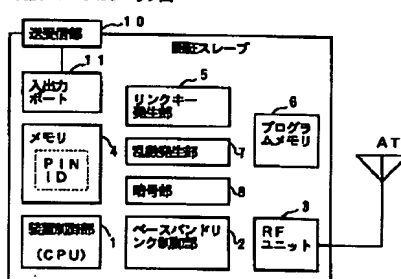 送受信部
10
認証スレーブ
11
入出力
ポート
5
リンクキー
発生部
6
プログラ
ムメモリ
メモリ
PIN
ID
4
乱数発生部
7
AT
暗号部
8
装置制御部
(CPU)
1
ベースバンドリ
ンク制御部
2
3
RF
ユニット